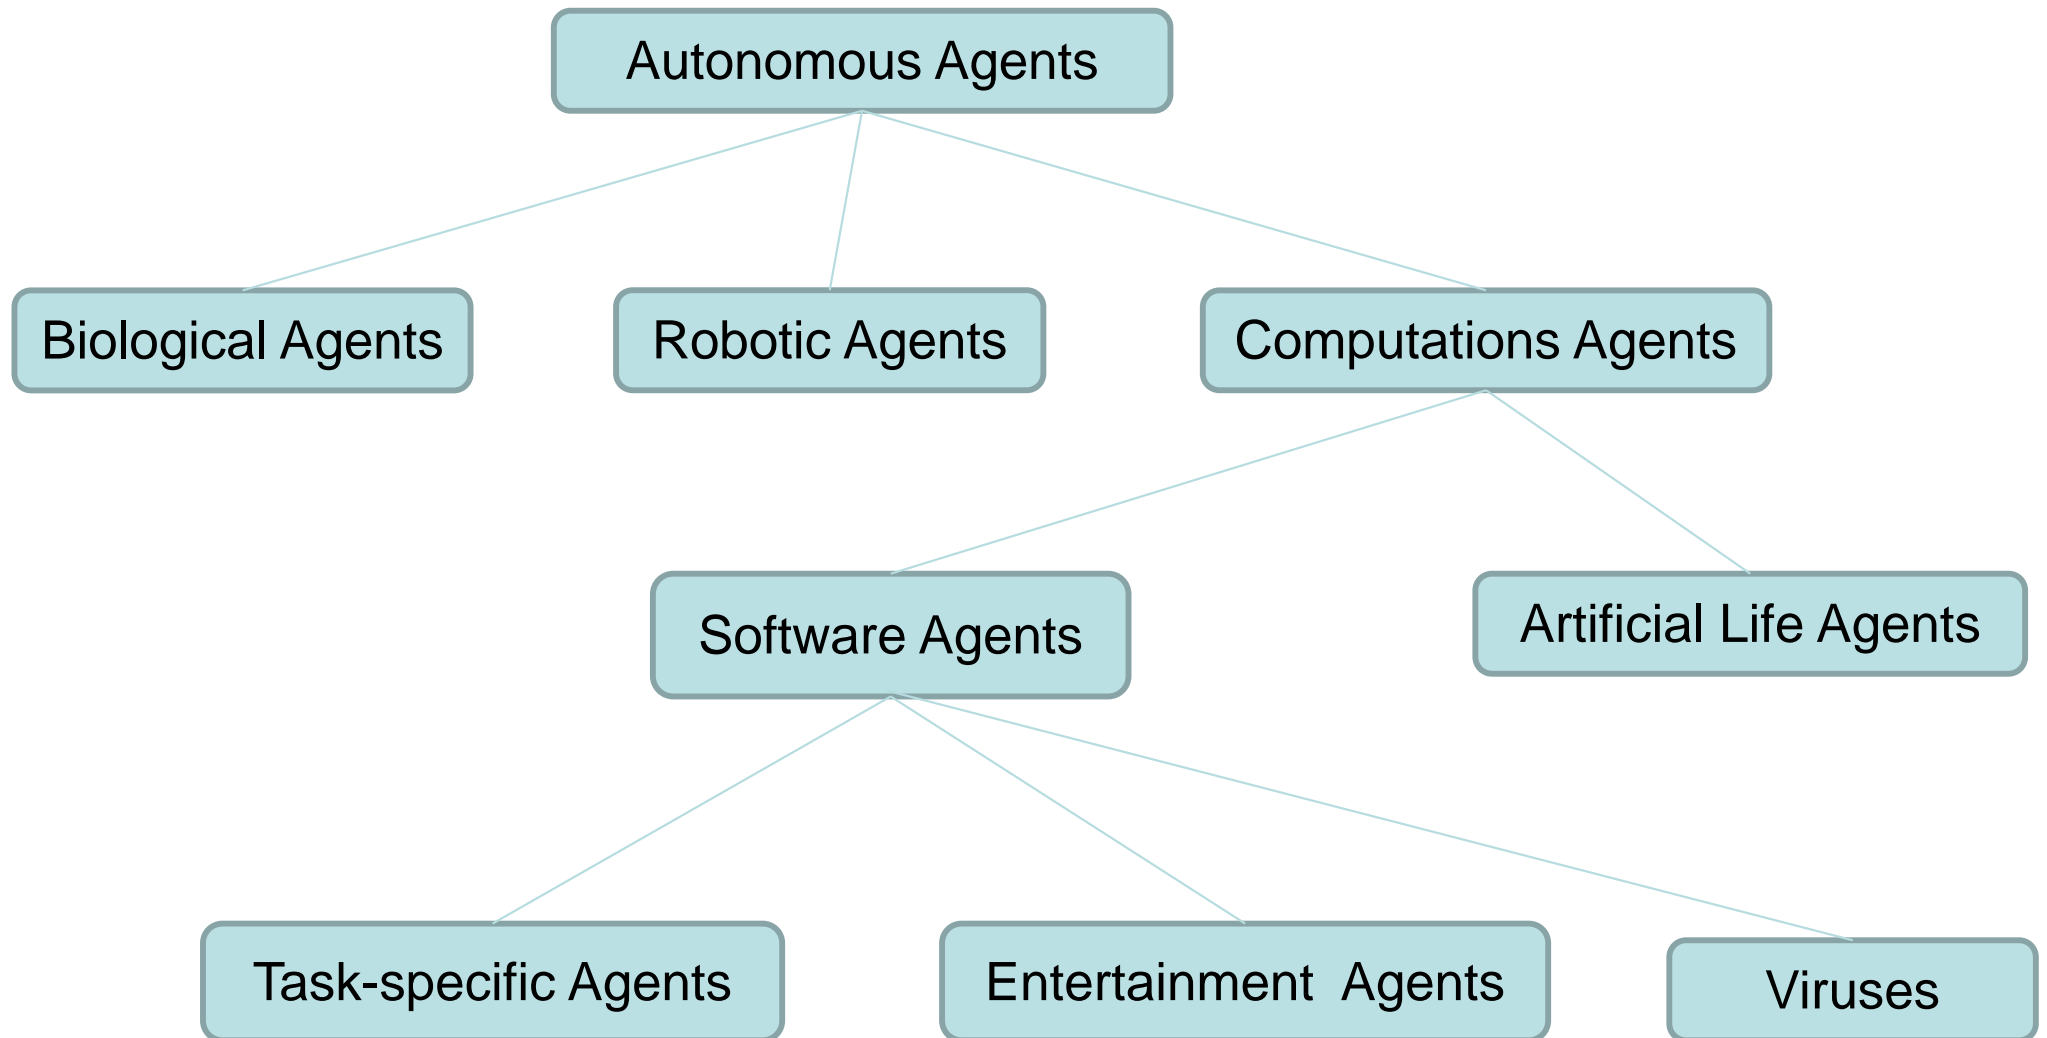 Autonomous Agents
Biological Agents
Robotic Agents
Computations Agents
Software Agents
Artificial Life Agents
Task-specific Agents
Entertainment  Agents
Viruses